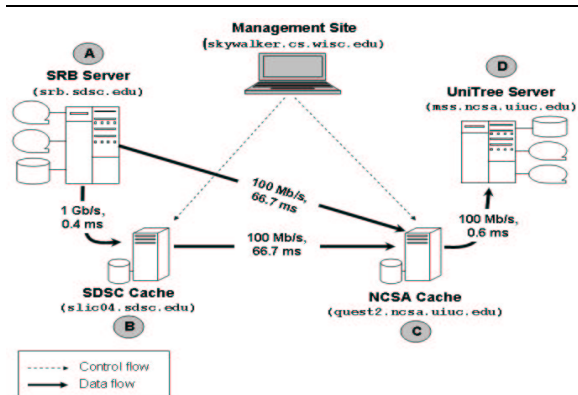 Management Site
(skywalker.cs.wisc.edu)
A
SRB Server
(srb.sdsc.edu)
D
UniTree Server
(mss.ncsa.uiuc.edu)
1 Gb/s,
0.4 ms
100 Mb/s,
66.7 ms
100 Mb/s,
66.7 ms
100 Mb/s,
0.6 ms
SDSC Cache
(slic04.sdsc.edu)
B
NCSA Cache
(quest2.ncsa.uiuc.edu)
C
Control flow
Data flow